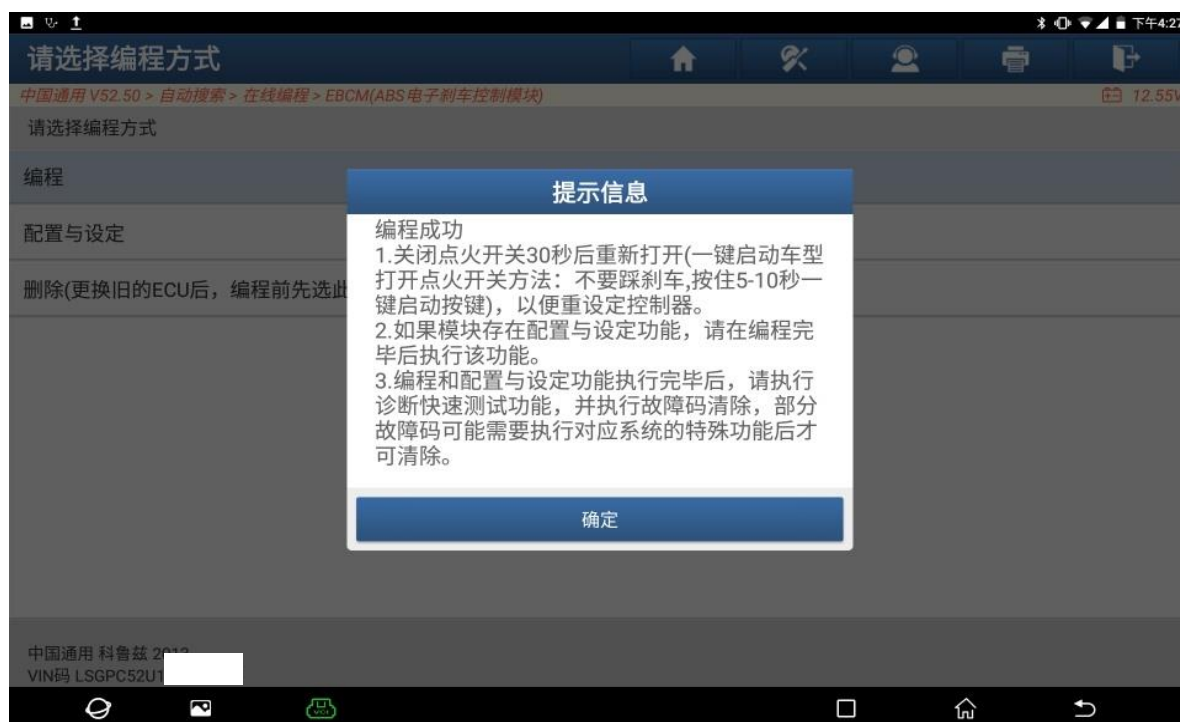 下午4:27
请选择编程方式
中国通用 V52.50 > 自动搜索 > 在线编程 > EBCM(ABS电子刹车控制模块)
12.55V
请选择编程方式
编程
配置与设定
删除(更换旧的ECU后，编程前先选此
提示信息
编程成功
1.关闭点火开关30秒后重新打开(一键启动车型
打开点火开关方法：不要踩刹车,按住5-10秒一
键启动按键)，以便重设定控制器。
2.如果模块存在配置与设定功能，请在编程完
毕后执行该功能。
3.编程和配置与设定功能执行完毕后，请执行
诊断快速测试功能，并执行故障码清除，部分
故障码可能需要执行对应系统的特殊功能后才
可清除。
确定
中国通用 科鲁兹
VIN码 LSGPC52U1
VCI